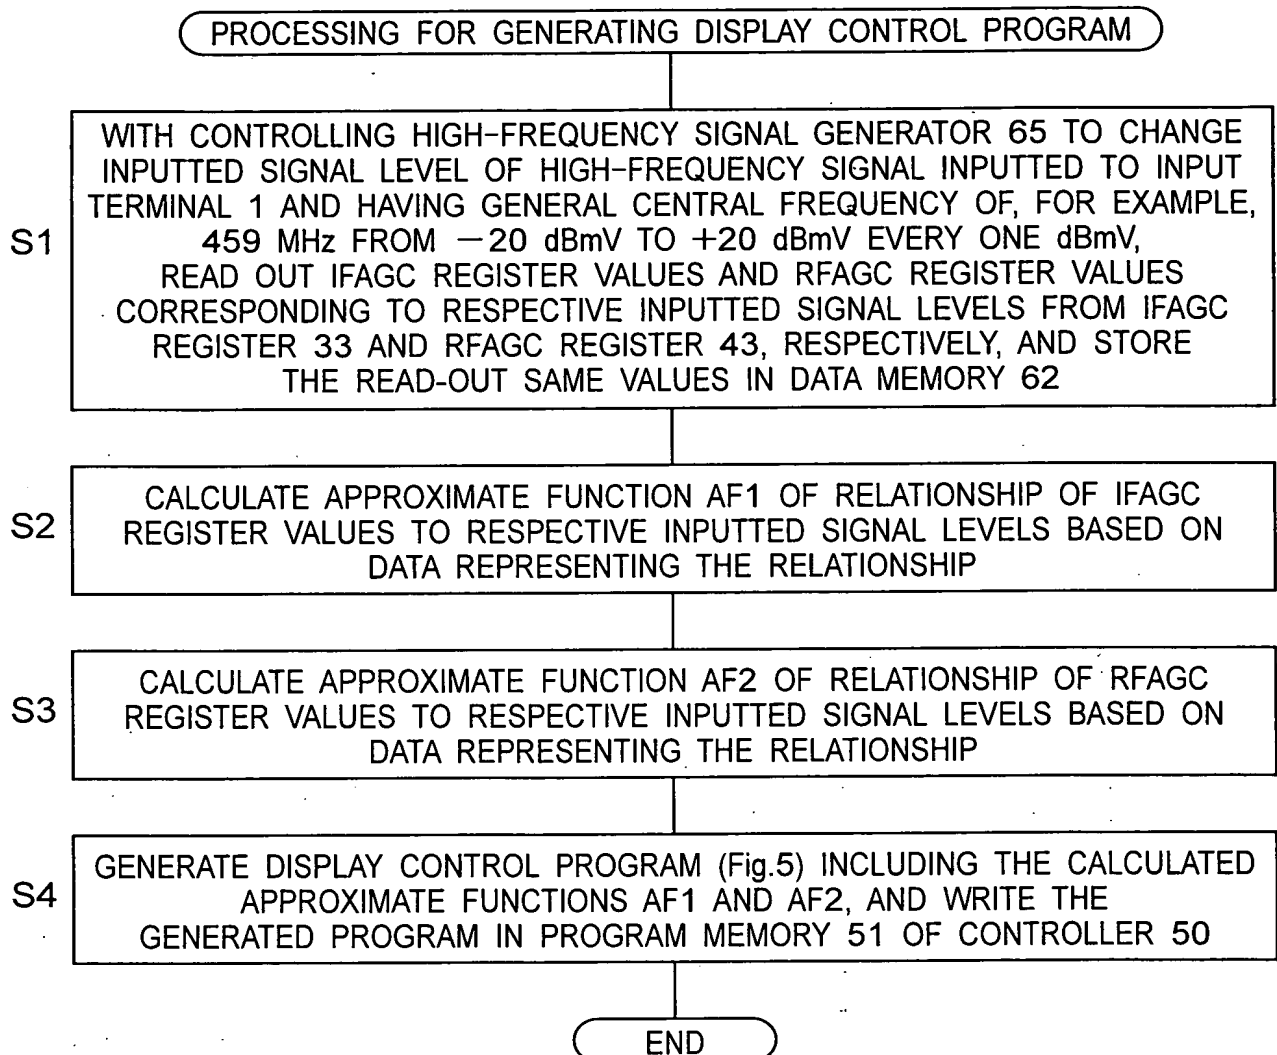 PROCESSING FOR GENERATING DISPLAY CONTROL PROGRAM
S1
WITH CONTROLLING HIGH-FREQUENCY SIGNAL GENERATOR 65 TO CHANGE
INPUTTED SIGNAL LEVEL OF HIGH-FREQUENCY SIGNAL INPUTTED TO INPUT
TERMINAL 1 AND HAVING GENERAL CENTRAL FREQUENCY OF, FOR EXAMPLE,
459 MHz FROM −20 dBmV TO +20 dBmV EVERY ONE dBmV,
READ OUT IFAGC REGISTER VALUES AND RFAGC REGISTER VALUES
CORRESPONDING TO RESPECTIVE INPUTTED SIGNAL LEVELS FROM IFAGC
REGISTER 33 AND RFAGC REGISTER 43, RESPECTIVELY, AND STORE
THE READ-OUT SAME VALUES IN DATA MEMORY 62
S2
CALCULATE APPROXIMATE FUNCTION AF1 OF RELATIONSHIP OF IFAGC
REGISTER VALUES TO RESPECTIVE INPUTTED SIGNAL LEVELS BASED ON
DATA REPRESENTING THE RELATIONSHIP
S3
CALCULATE APPROXIMATE FUNCTION AF2 OF RELATIONSHIP OF RFAGC
REGISTER VALUES TO RESPECTIVE INPUTTED SIGNAL LEVELS BASED ON
DATA REPRESENTING THE RELATIONSHIP
S4
GENERATE DISPLAY CONTROL PROGRAM (Fig.5) INCLUDING THE CALCULATED
APPROXIMATE FUNCTIONS AF1 AND AF2, AND WRITE THE
GENERATED PROGRAM IN PROGRAM MEMORY 51 OF CONTROLLER 50
END